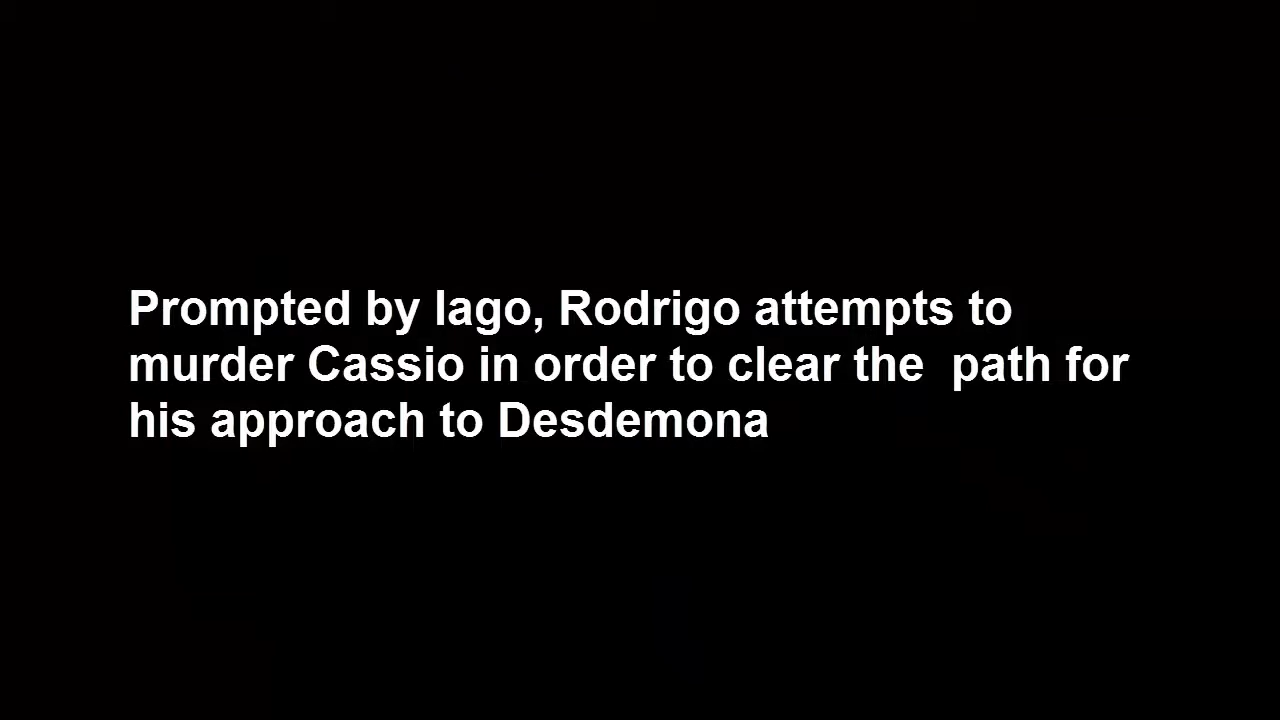 Prompted by Iago, Rodrigo attempts to
murder Cassio in order to clear the  path for
his approach to Desdemona